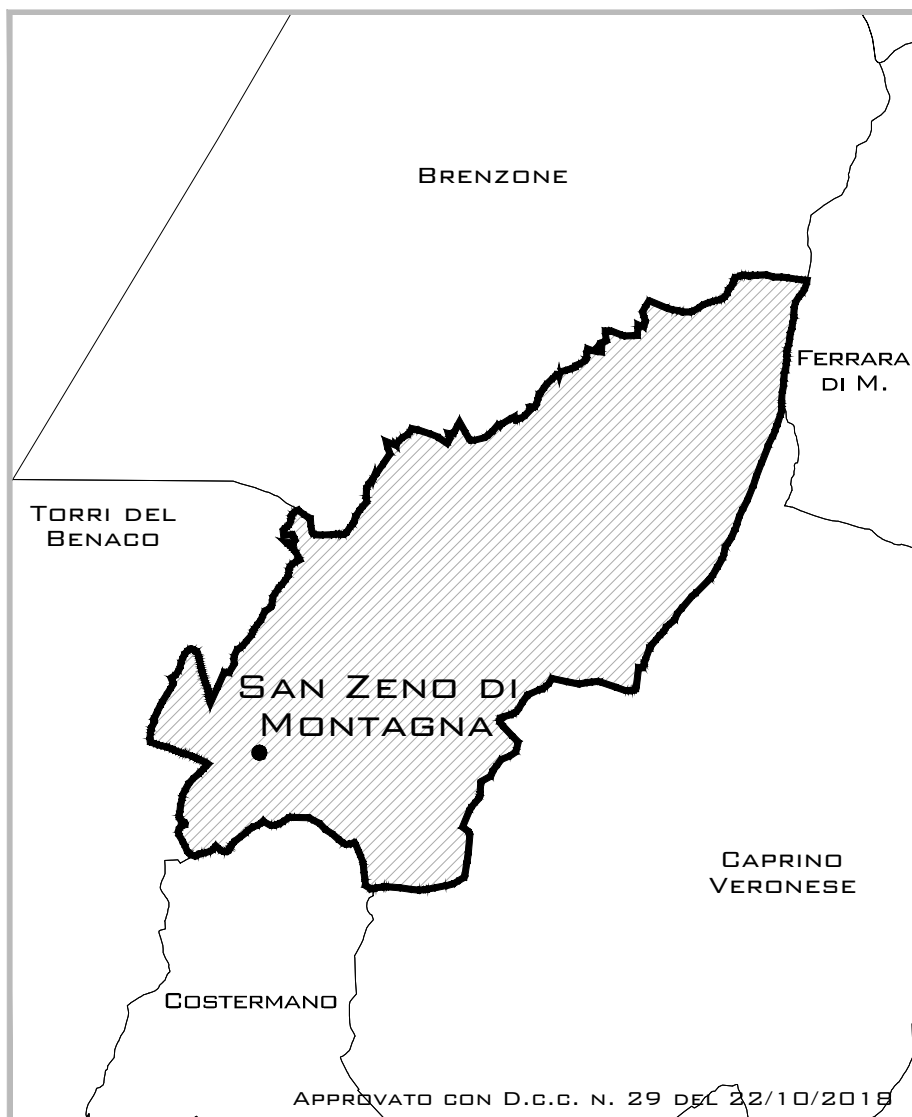 BRENZONE
FERRARA
DI M.
TORRI DEL
BENACO
SAN ZENO DI
MONTAGNA
CAPRINO
VERONESE
COSTERMANO
APPROVATO CON D.C.C. N. 29 DEL 22/10/2018